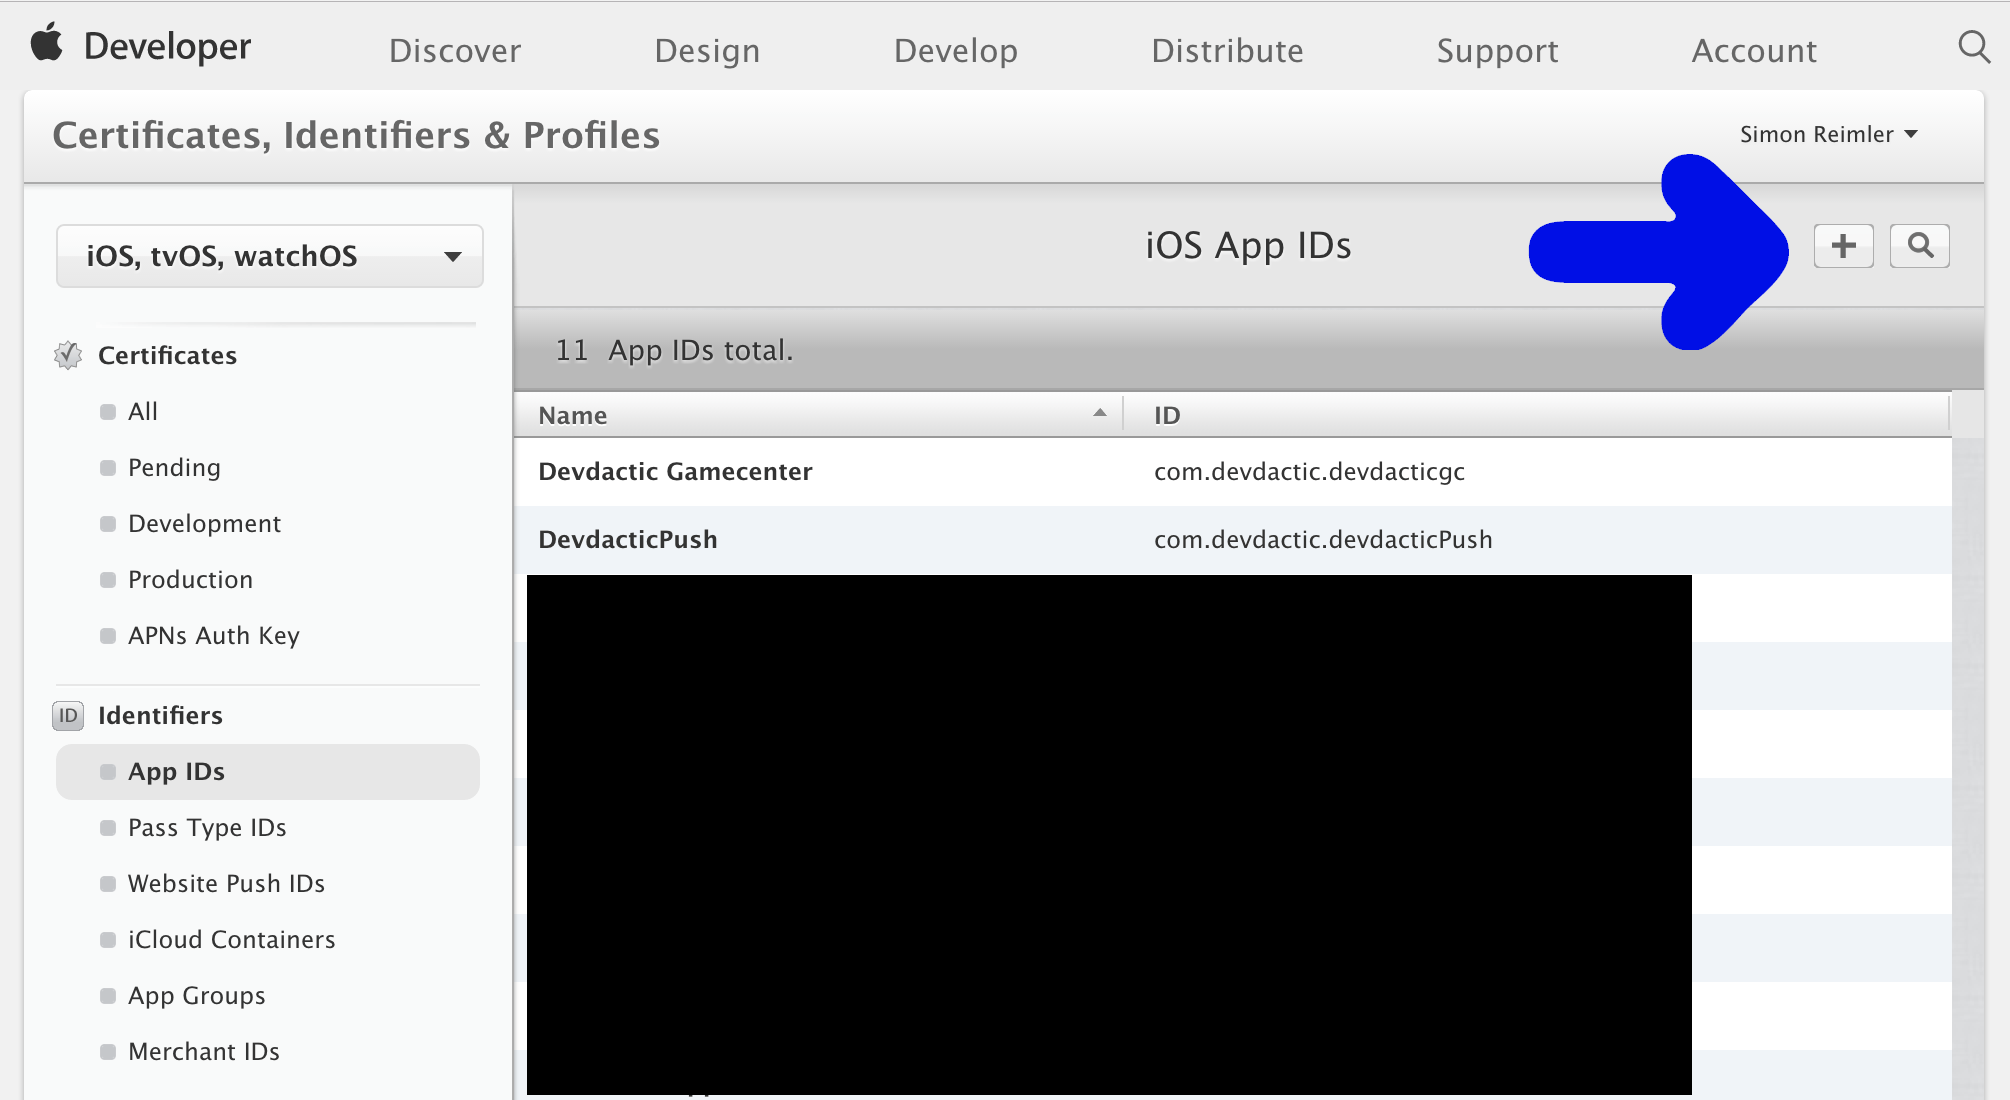 Developer Discover Design Develop Distribute Support Account
Certificates, Identifiers & Profiles
Simon Reimler
iOS, tvOS, watchOS
Certificates
All
Pending
Development
Production
APNs Auth Key
ID Identifiers
App IDs
Pass Type IDs
Website Push IDs
iCloud Containers
App Groups
Merchant IDs
iOS App IDs
11 App IDs total.
Name ID
Devdactic Gamecenter com.devdactic.devdacticgc
DevdacticPush com.devdactic.devdacticPush